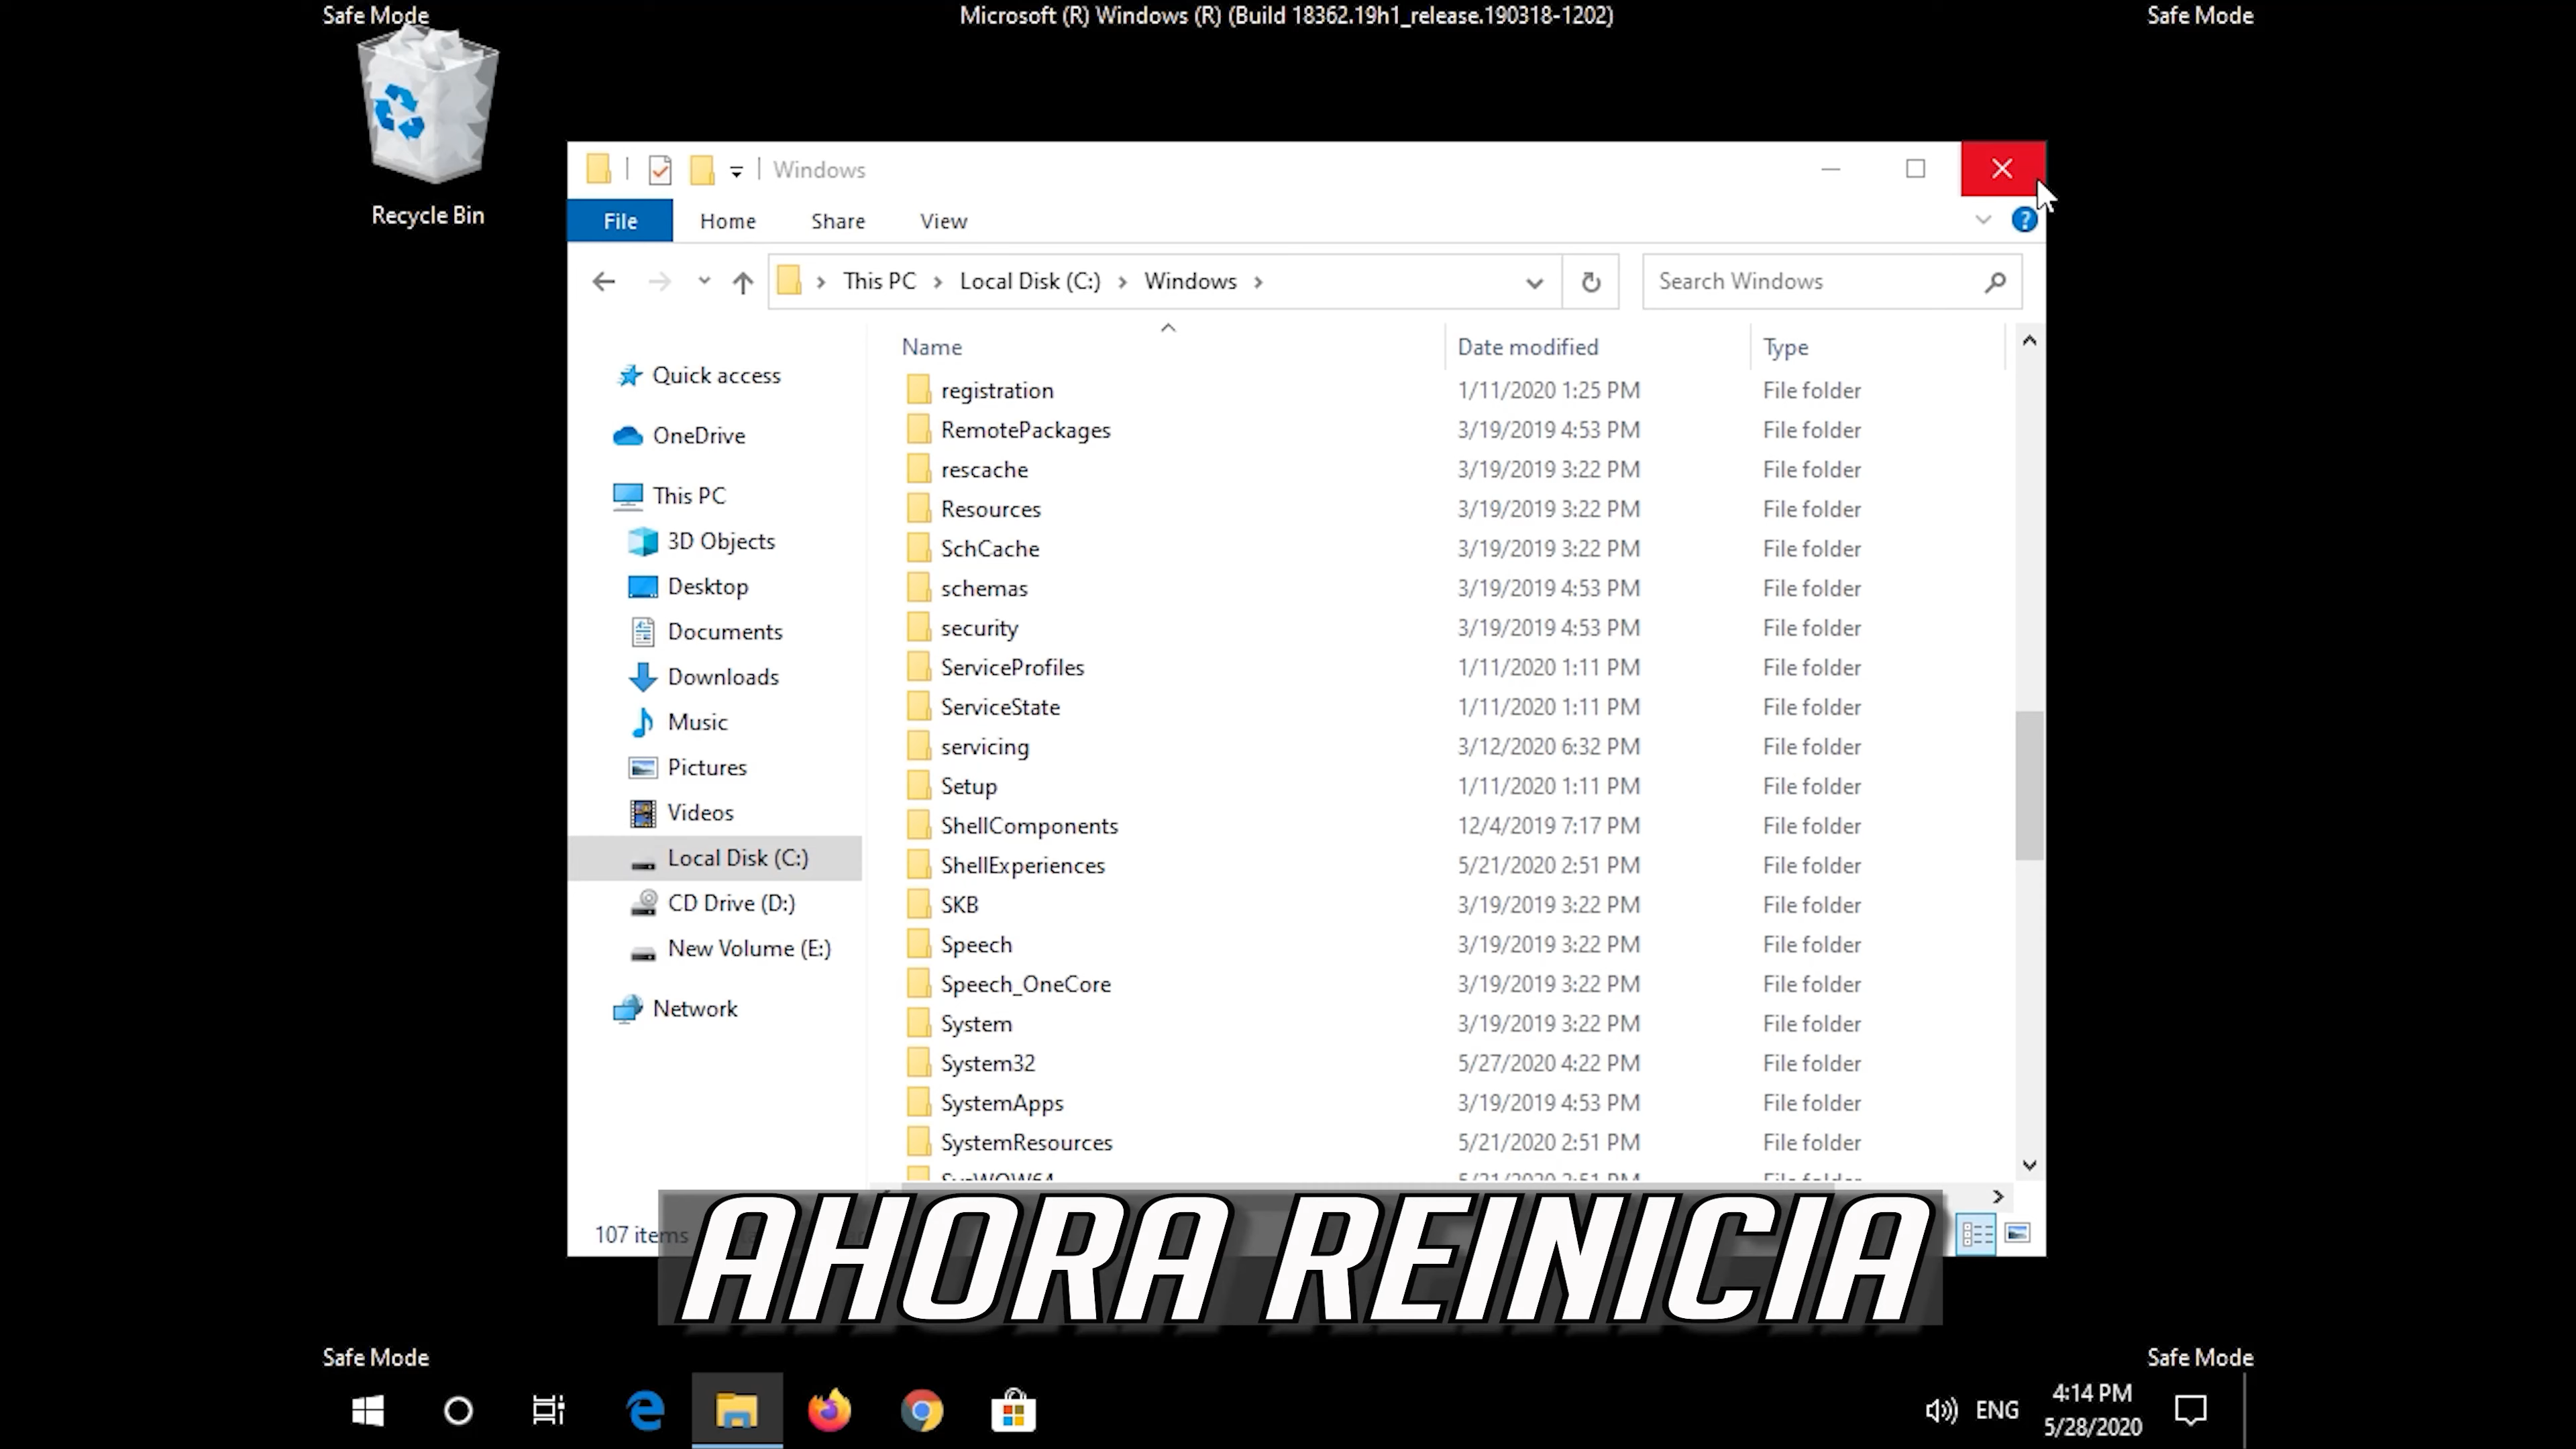 Safe Mode
Microsoft (R) Windows (R) (Build 18362.19h1_release.190318-1202)
Safe Mode
Recycle Bin
Windows
File Home Share View
This PC > Local Disk (C:) > Windows >
Search Windows
Name Date modified Type
Quick access
OneDrive
This PC
3D Objects
Desktop
Documents
Downloads
Music
Pictures
Videos
Local Disk (C:)
CD Drive (D:)
New Volume (E:)
Network
registration 1/11/2020 1:25 PM File folder
RemotePackages 3/19/2019 4:53 PM File folder
rescache 3/19/2019 3:22 PM File folder
Resources 3/19/2019 3:22 PM File folder
SchCache 3/19/2019 3:22 PM File folder
schemas 3/19/2019 4:53 PM File folder
security 3/19/2019 4:53 PM File folder
ServiceProfiles 1/11/2020 1:11 PM File folder
ServiceState 1/11/2020 1:11 PM File folder
servicing 3/12/2020 6:32 PM File folder
Setup 1/11/2020 1:11 PM File folder
ShellComponents 12/4/2019 7:17 PM File folder
ShellExperiences 5/21/2020 2:51 PM File folder
SKB 3/19/2019 3:22 PM File folder
Speech 3/19/2019 3:22 PM File folder
Speech_OneCore 3/19/2019 3:22 PM File folder
System 3/19/2019 3:22 PM File folder
System32 5/27/2020 4:22 PM File folder
SystemApps 3/19/2019 4:53 PM File folder
SystemResources 5/21/2020 2:51 PM File folder
SysWOW64 5/21/2020 2:51 PM File folder
107 items
AHORA REINICIA
Safe Mode
Safe Mode
ENG
4:14 PM
5/28/2020